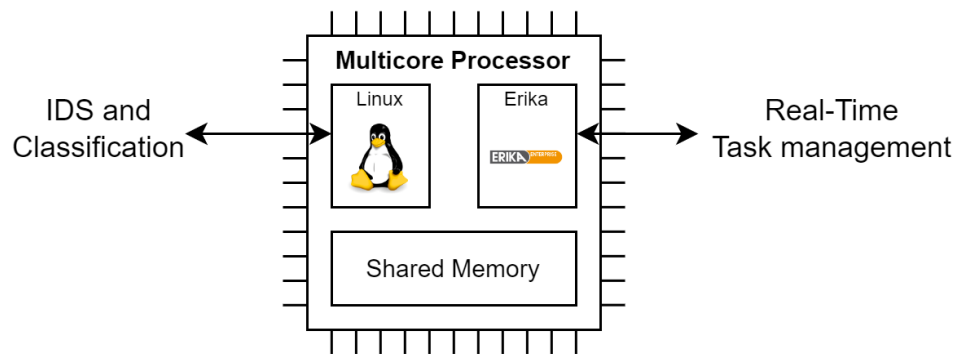 Multicore Processor
Linux
Erika
IDS and
Classification
Real-Time
Task management
ERIKA ENTERPRISE
Shared Memory